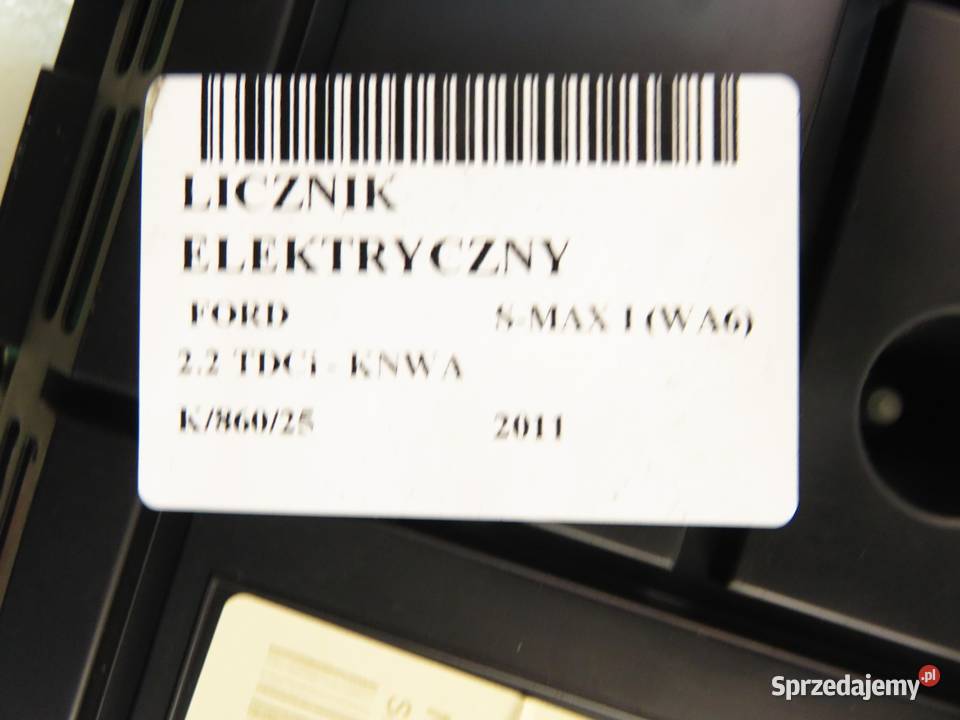 LICZNIK
ELEKTRYCZNY
FORD S-MAX I (WA6)
2.2 TDCi - KNWA
K/860/25 2011
Sprzedajemy.pl